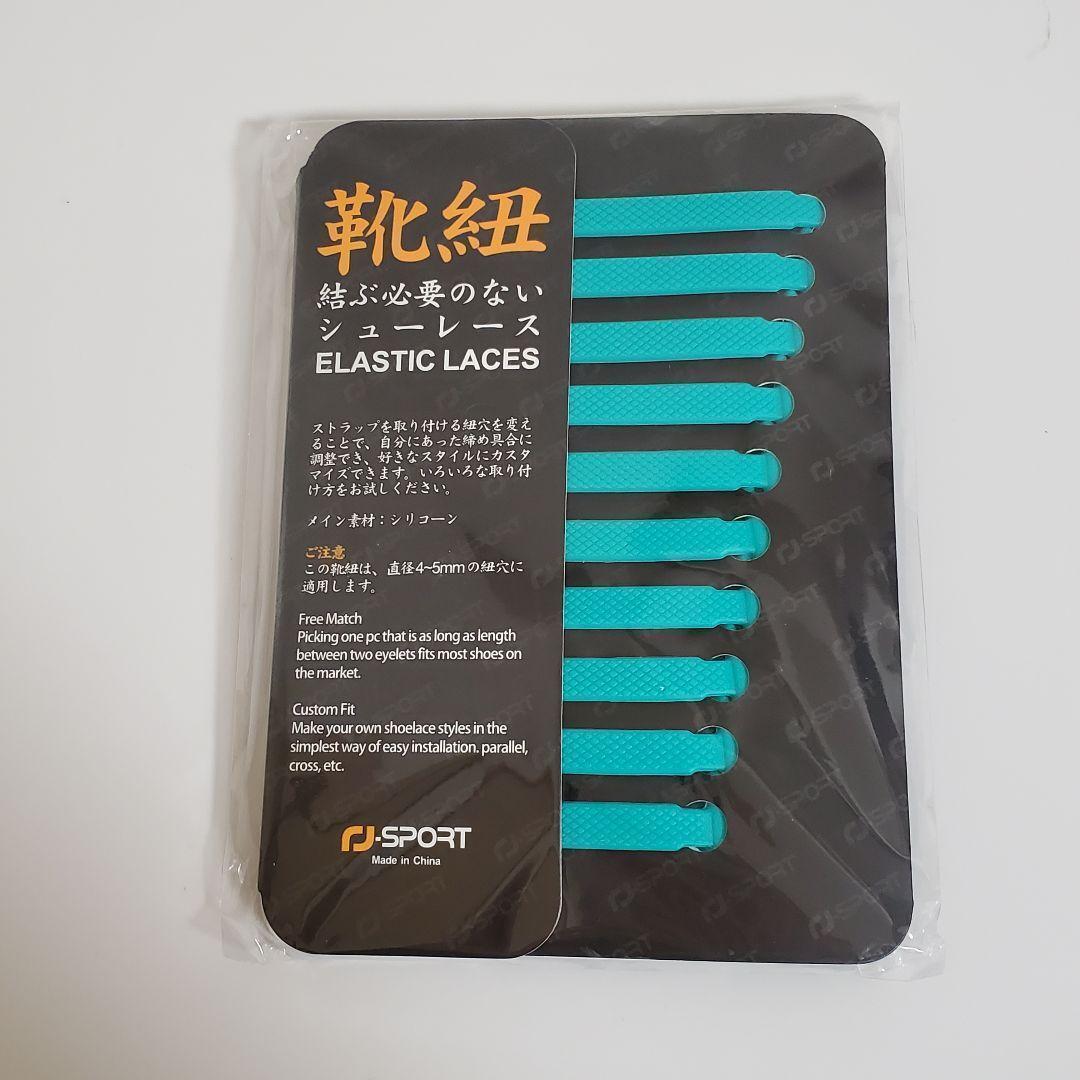 靴紐
結ぶ必要のない
シューレース
ELASTIC LACES
ストラップを取り付ける紐穴を変え
ることで、自分にあった締め具合に
調整でき、好きなスタイルにカスタ
マイズできます。いろいろな取り付
け方をお試しください。
メイン素材：シリコーン
ご注意
この靴紐は、直径4~5mmの紐穴に
適用します。
Free Match
Picking one pc that is as long as length
between two eyelets fits most shoes on
the market.
Custom Fit
Make your own shoelace styles in the
simplest way of easy installation. parallel,
cross, etc.
RJ-SPORT
Made in China